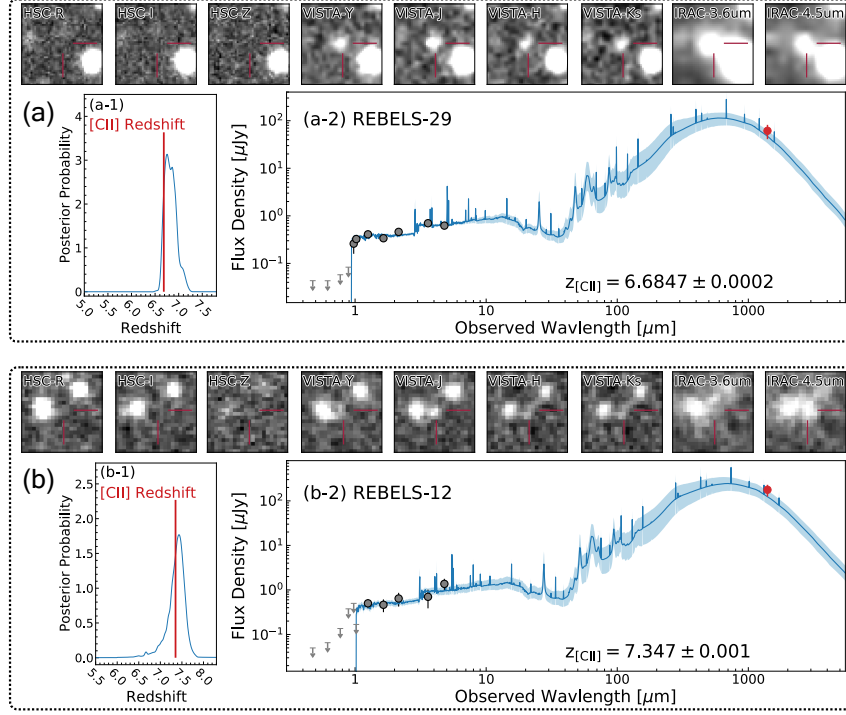 HSC-R HSC-I HSC-Z VISTA-Y VISTA-J VISTA-H VISTA-Ks IRAC-3.6um IRAC-4.5um
(a)
(a-1)
[CII] Redshift
Posterior Probability
4
3
2
1
0
5.0 5.5 6.0 6.5 7.0 7.5
Redshift
(a-2) REBELS-29
Flux Density [μJy]
10²
10¹
10⁰
10⁻¹
z[CII] = 6.6847 ± 0.0002
1 10 100 1000
Observed Wavlength [μm]
HSC-R HSC-I HSC-Z VISTA-Y VISTA-J VISTA-H VISTA-Ks IRAC-3.6um IRAC-4.5um
(b)
(b-1)
[CII] Redshift
Posterior Probability
2.5
2.0
1.5
1.0
0.5
0.0
5.5 6.0 6.5 7.0 7.5 8.0
Redshift
(b-2) REBELS-12
Flux Density [μJy]
10²
10¹
10⁰
10⁻¹
z[CII] = 7.347 ± 0.001
1 10 100 1000
Observed Wavlength [μm]